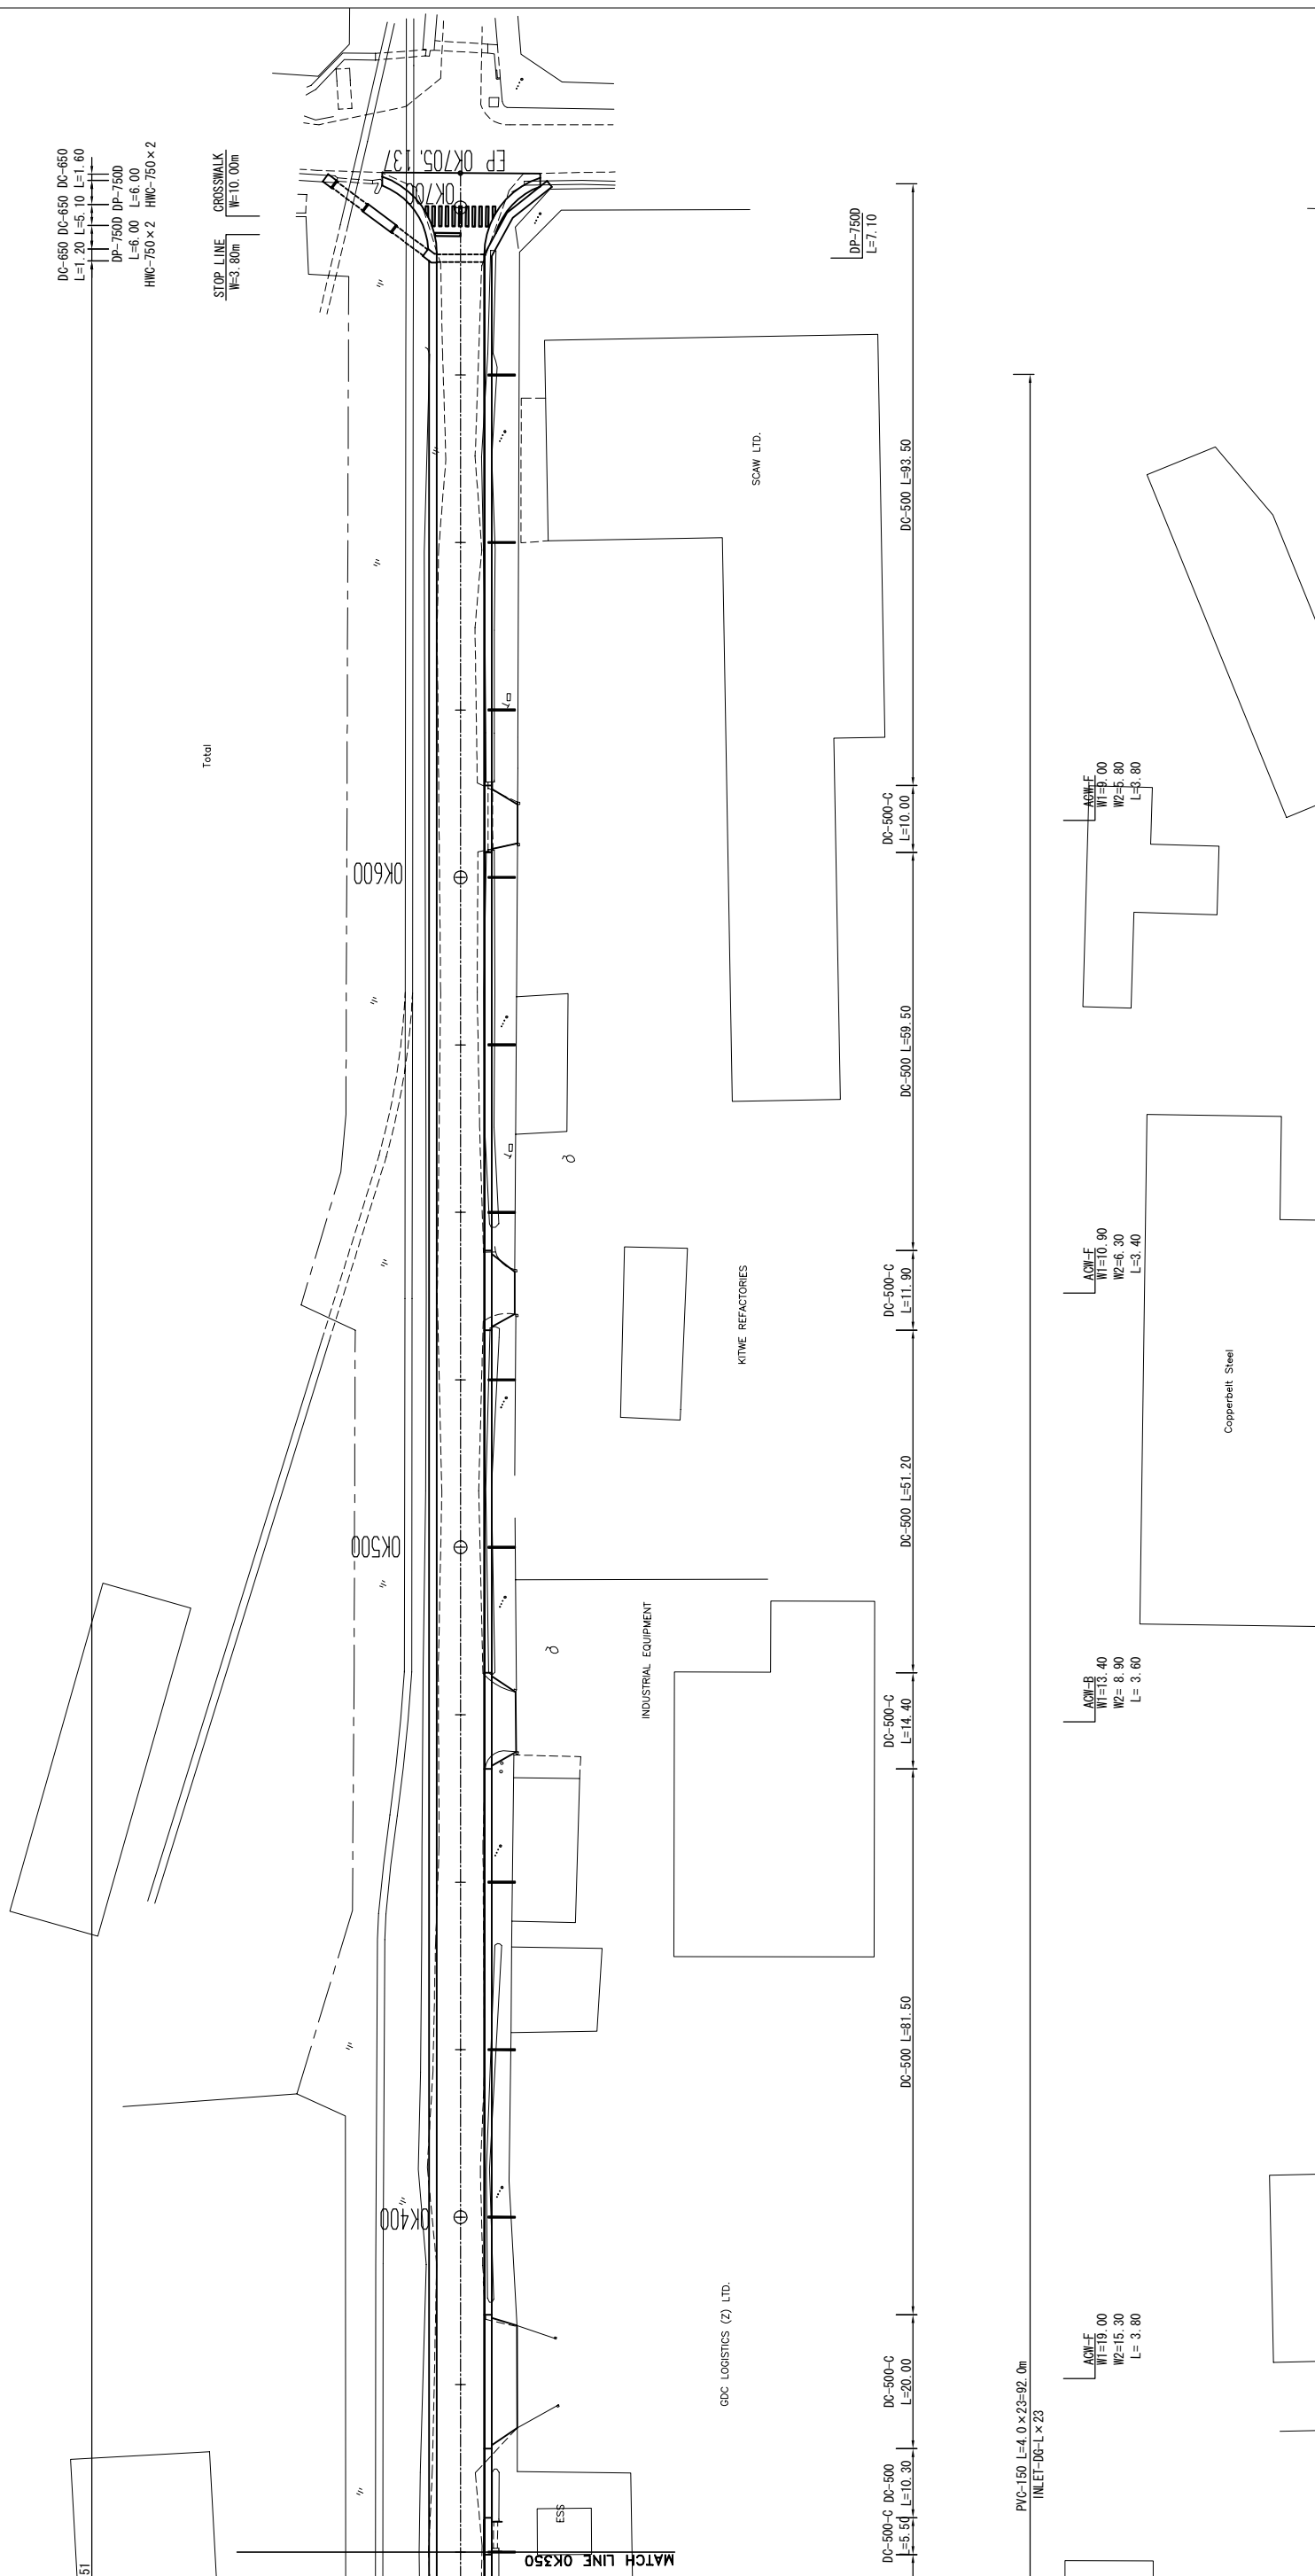 DC-650 DC-650 DC-650
L=1.20 L=5.10 L=1.60
DP-750D DP-750D
L=6.00 L=6.00
HWC-750×2 HWC-750×2
STOP LINE
W=3.80m
CROSSWALK
W=10.00m
EP 0K705.137
0K700
DP-750D
L=7.10
SCAW LTD.
DC-500 L=93.50
Total
DC-500-C
L=10.00
ACW-F
W1=9.00
W2=5.80
L=3.80
0K600
DC-500 L=59.50
KITWE REFACTORIES
DC-500-C
L=11.90
ACW-F
W1=10.90
W2=6.30
L=3.40
Copperbelt Steel
DC-500 L=51.20
0K500
INDUSTRIAL EQUIPMENT
DC-500-C
L=14.40
ACW-B
W1=13.40
W2= 8.90
L= 3.60
DC-500 L=81.50
0K400
GDC LOGISTICS (Z) LTD.
DC-500-C
L=20.00
ACW-F
W1=19.00
W2=15.30
L= 3.80
PVC-150 L=4.0×23=92.0m
INLET-DG-L×23
DC-500-C DC-500
L=5.50 L=10.30
ESS
MATCH LINE 0K350
51